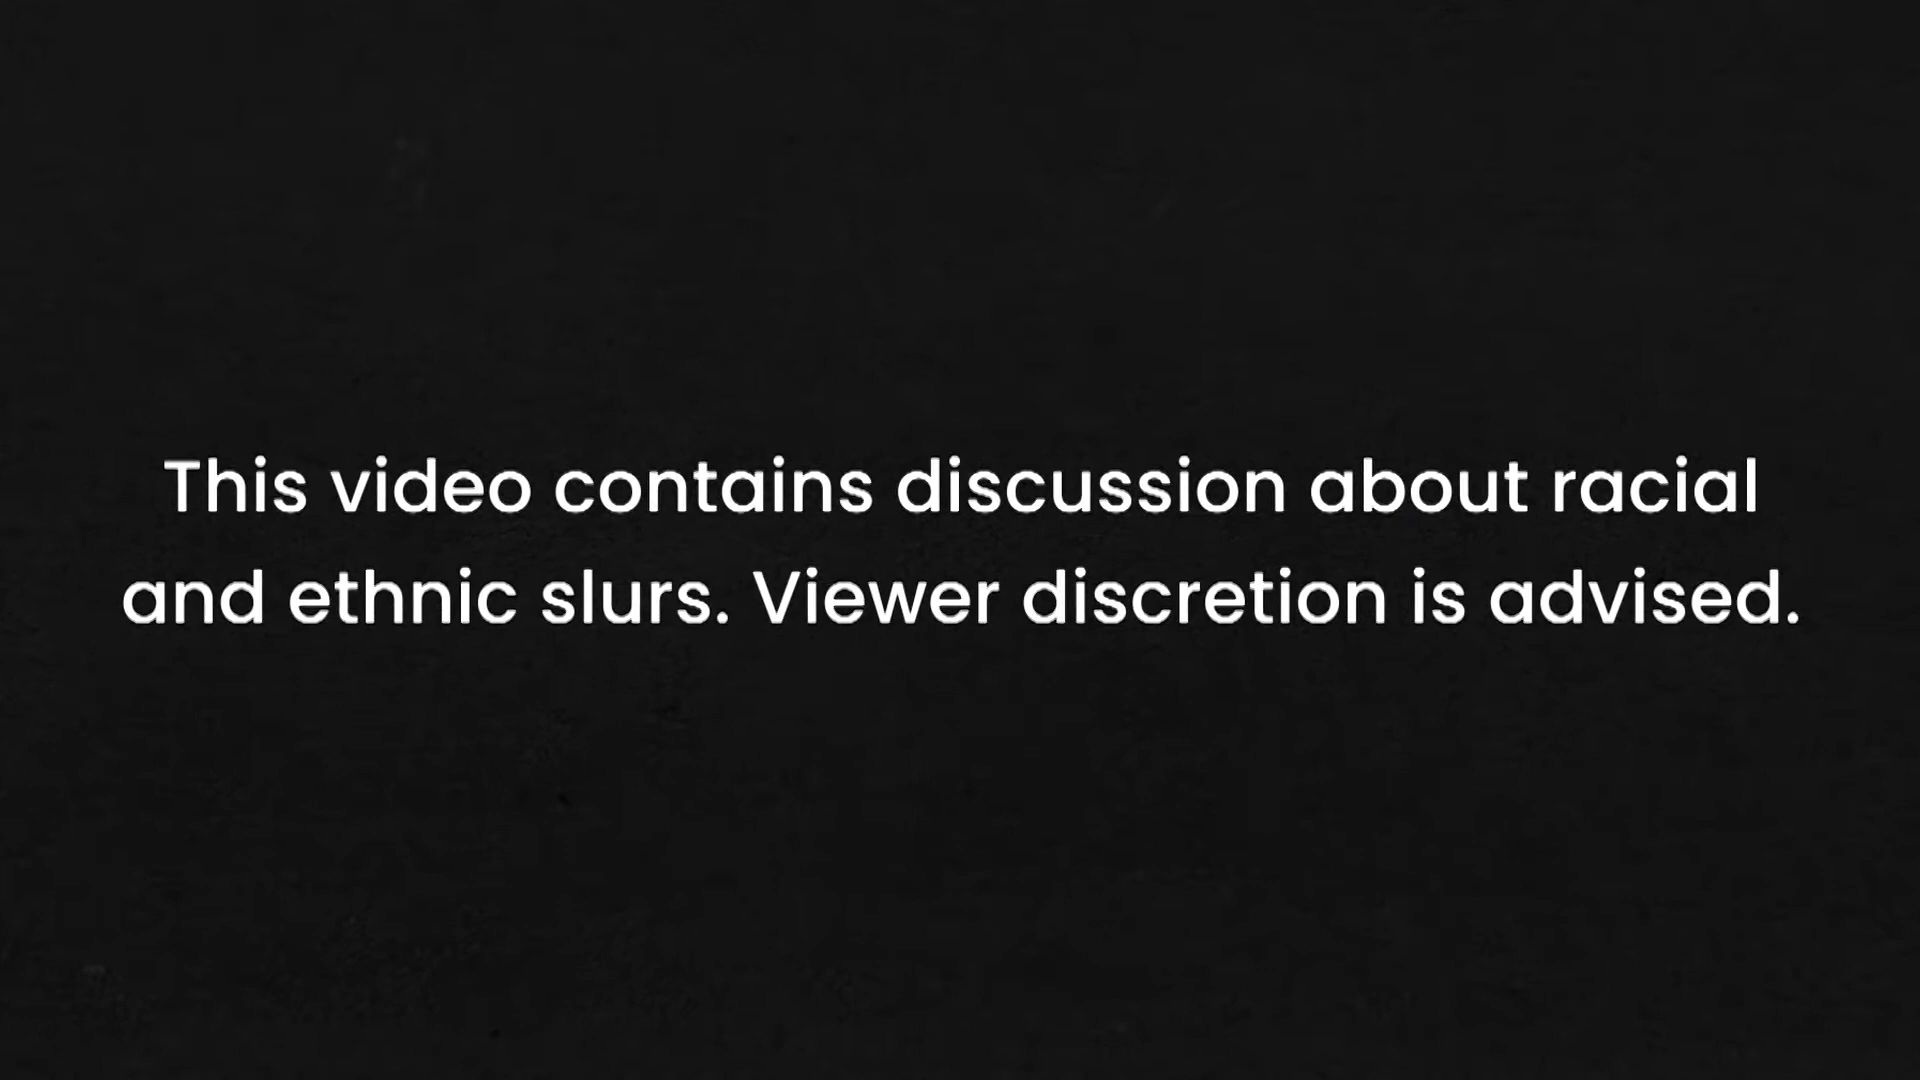 This video contains discussion about racial
and ethnic slurs. Viewer discretion is advised.